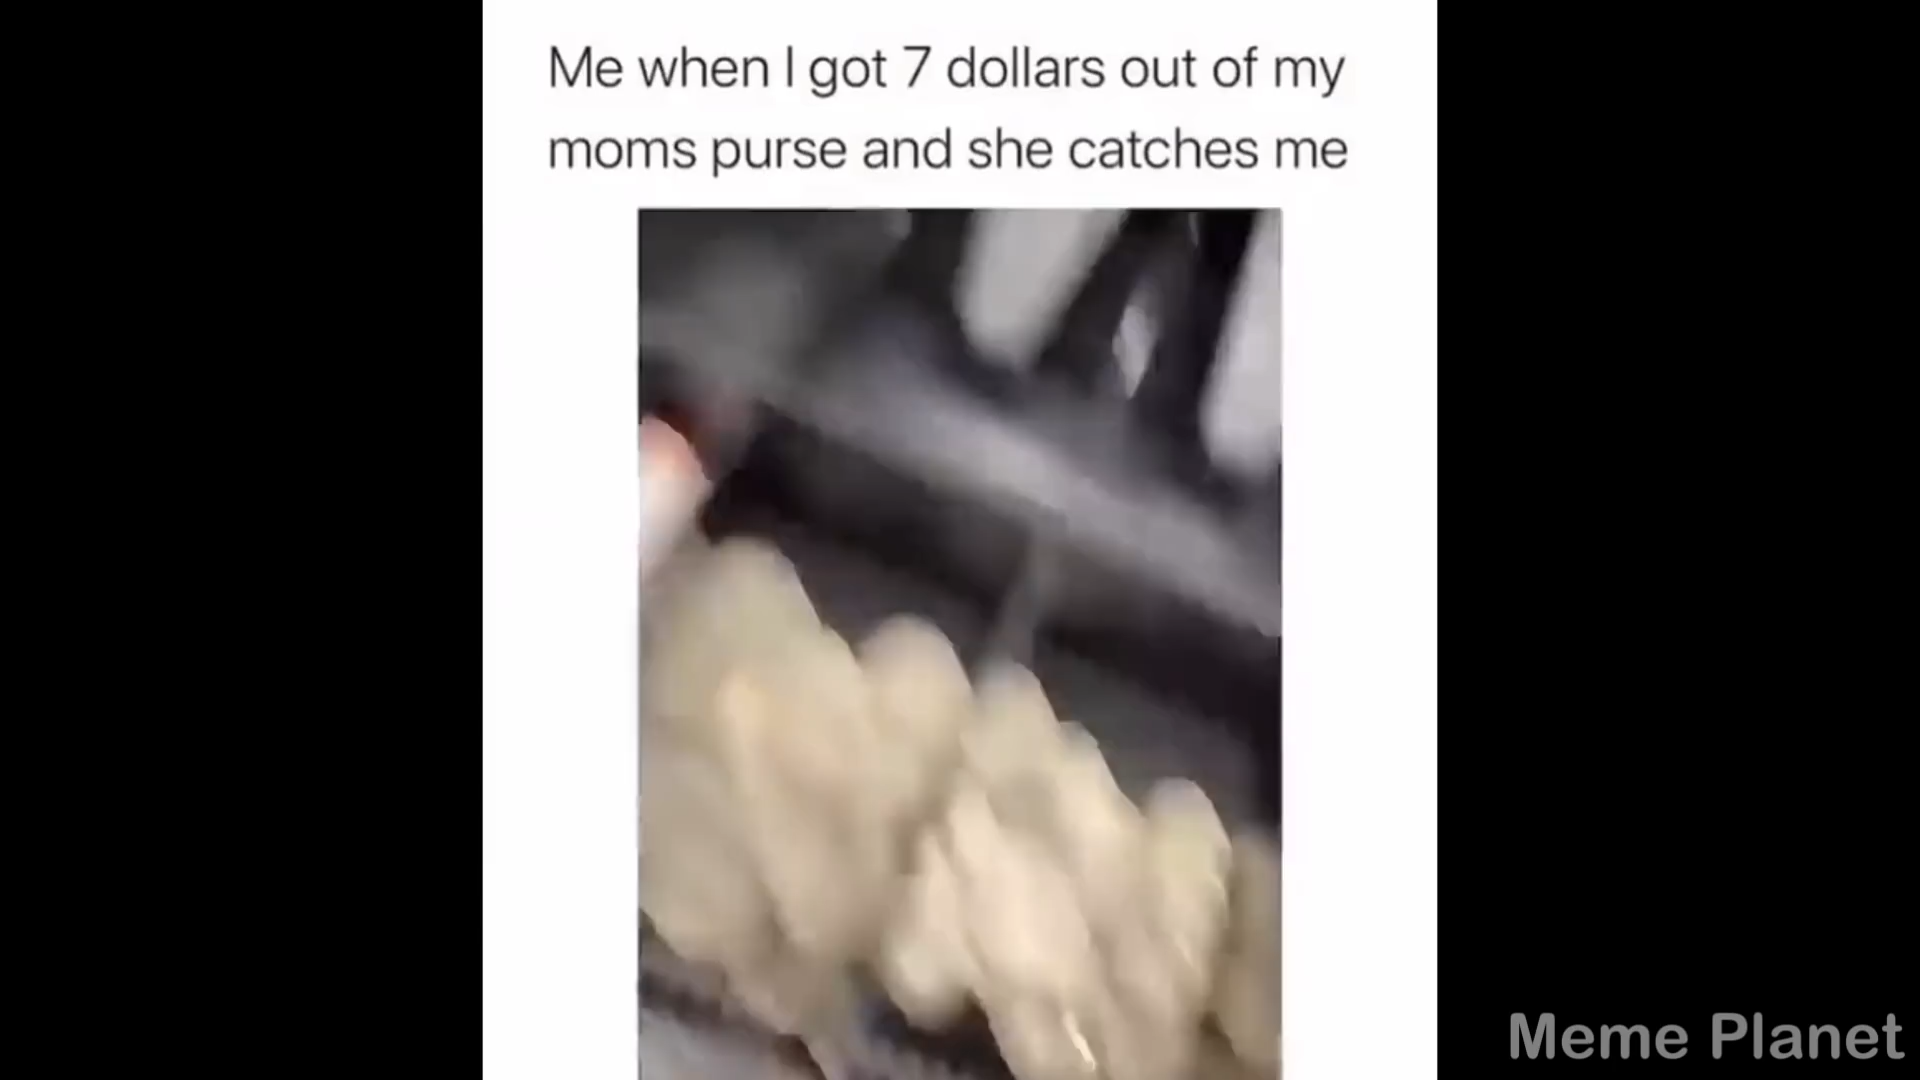 Me when I got 7 dollars out of my
moms purse and she catches me
Meme Planet